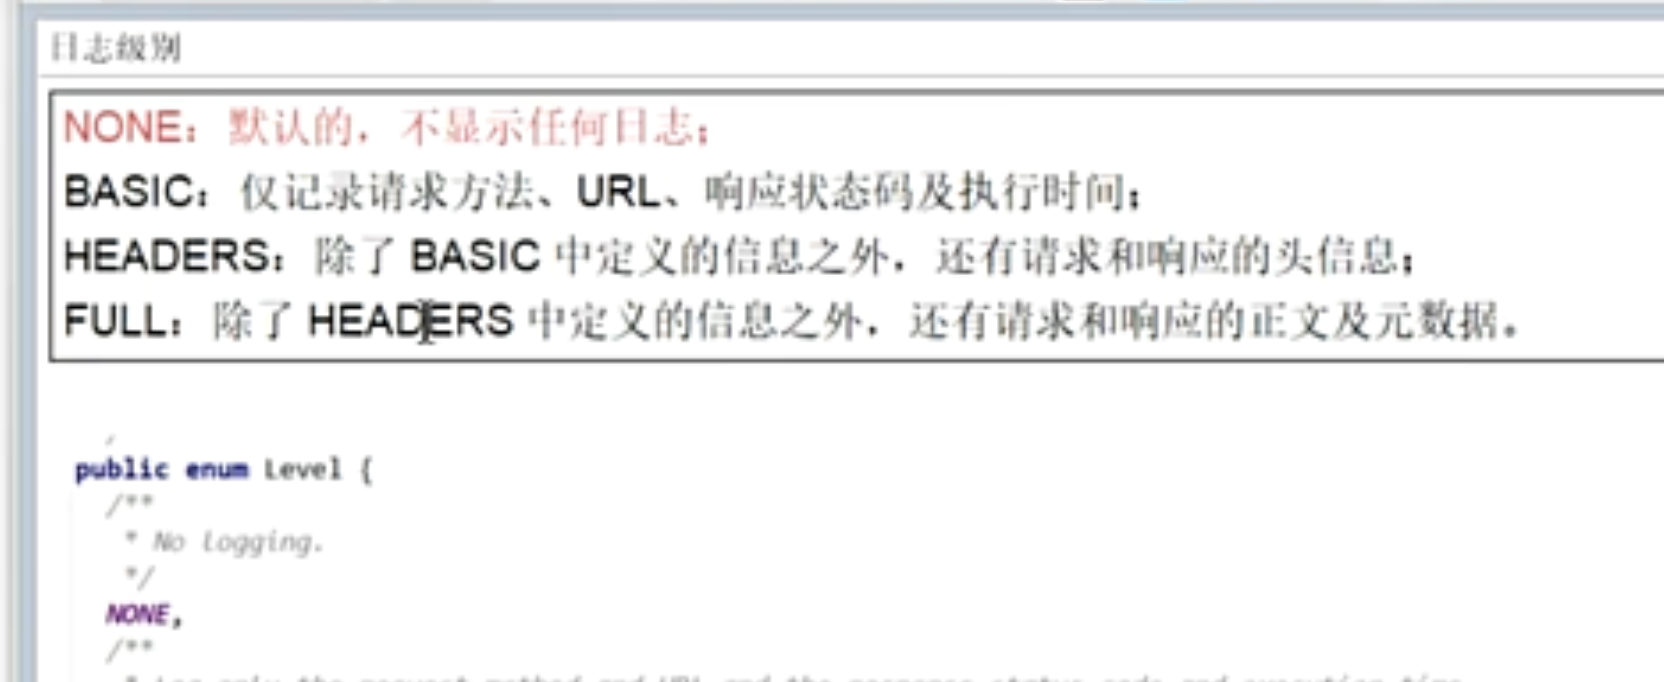 日志级别
NONE：默认的，不显示任何日志；
BASIC：仅记录请求方法、URL、响应状态码及执行时间；
HEADERS：除了 BASIC 中定义的信息之外，还有请求和响应的头信息；
FULL：除了 HEADERS 中定义的信息之外，还有请求和响应的正文及元数据。
public enum Level {
/**
* No logging.
*/
NONE,
/**